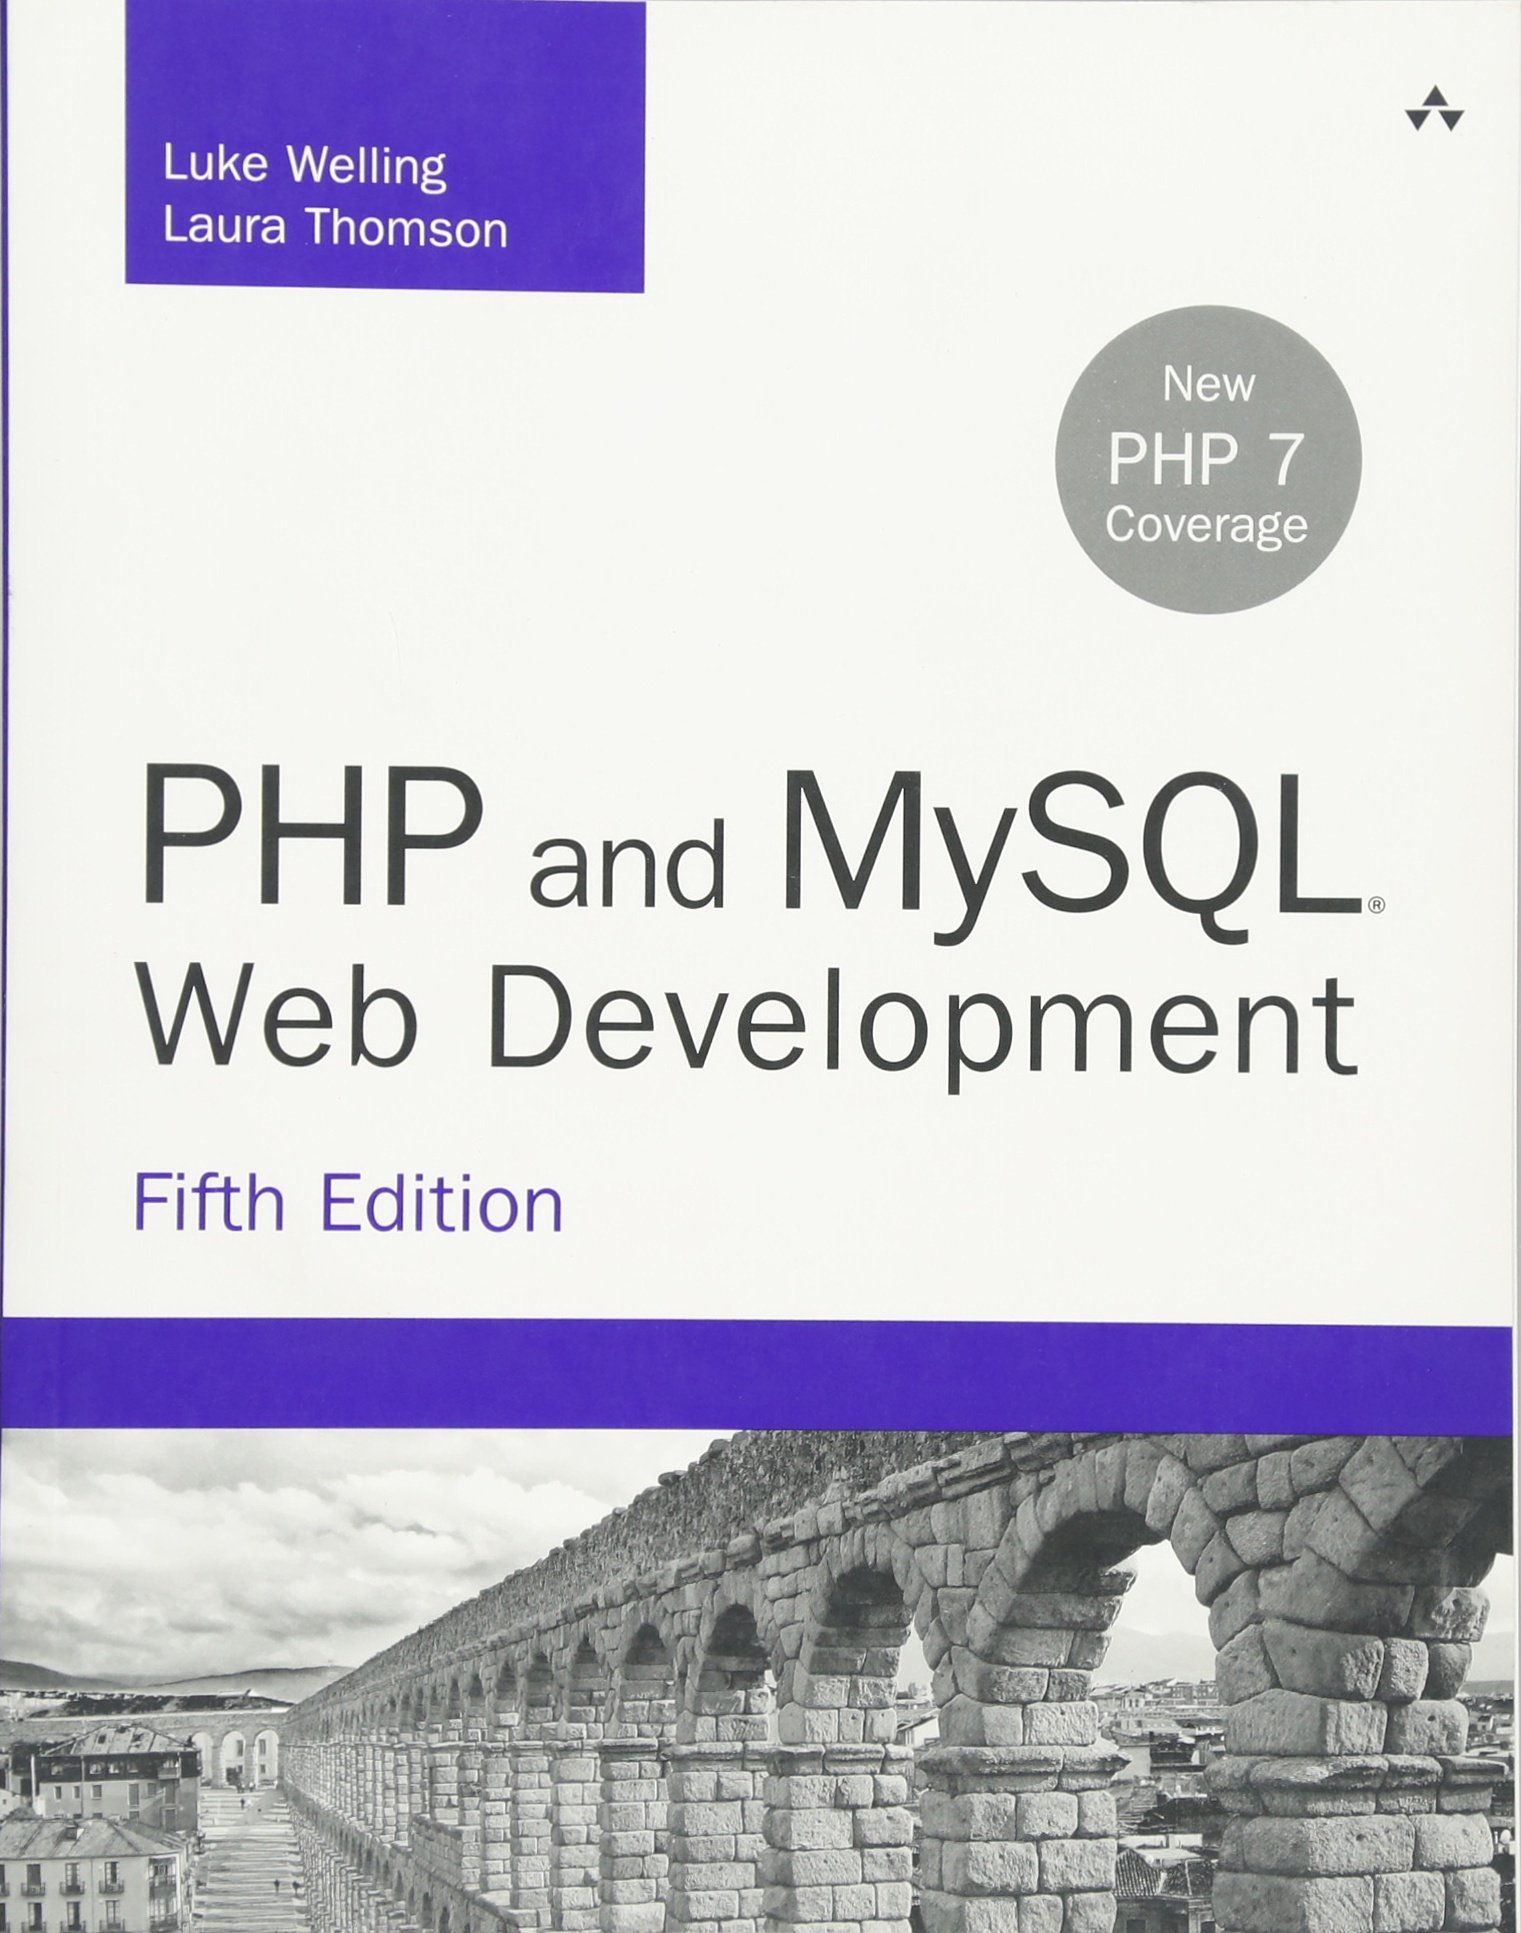 Luke Welling
Laura Thomson
New
PHP 7
Coverage
PHP and MySQL®
Web Development
Fifth Edition